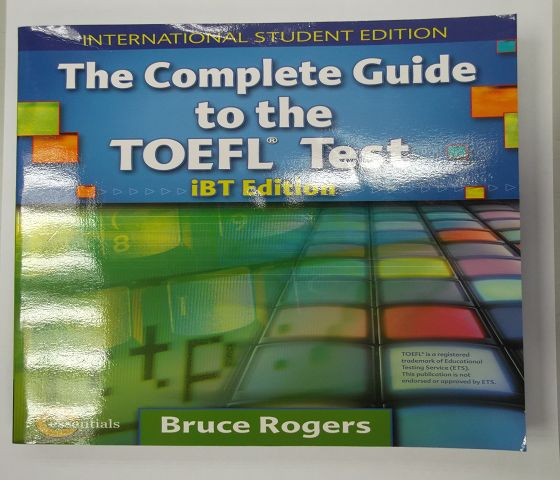 INTERNATIONAL STUDENT EDITION
The Complete Guide
to the
TOEFL® Test
iBT Edition
8
t.p
TOEFL® is a registered
trademark of Educational
Testing Service (ETS).
This publication is not
endorsed or approved by ETS.
essentials
Bruce Rogers